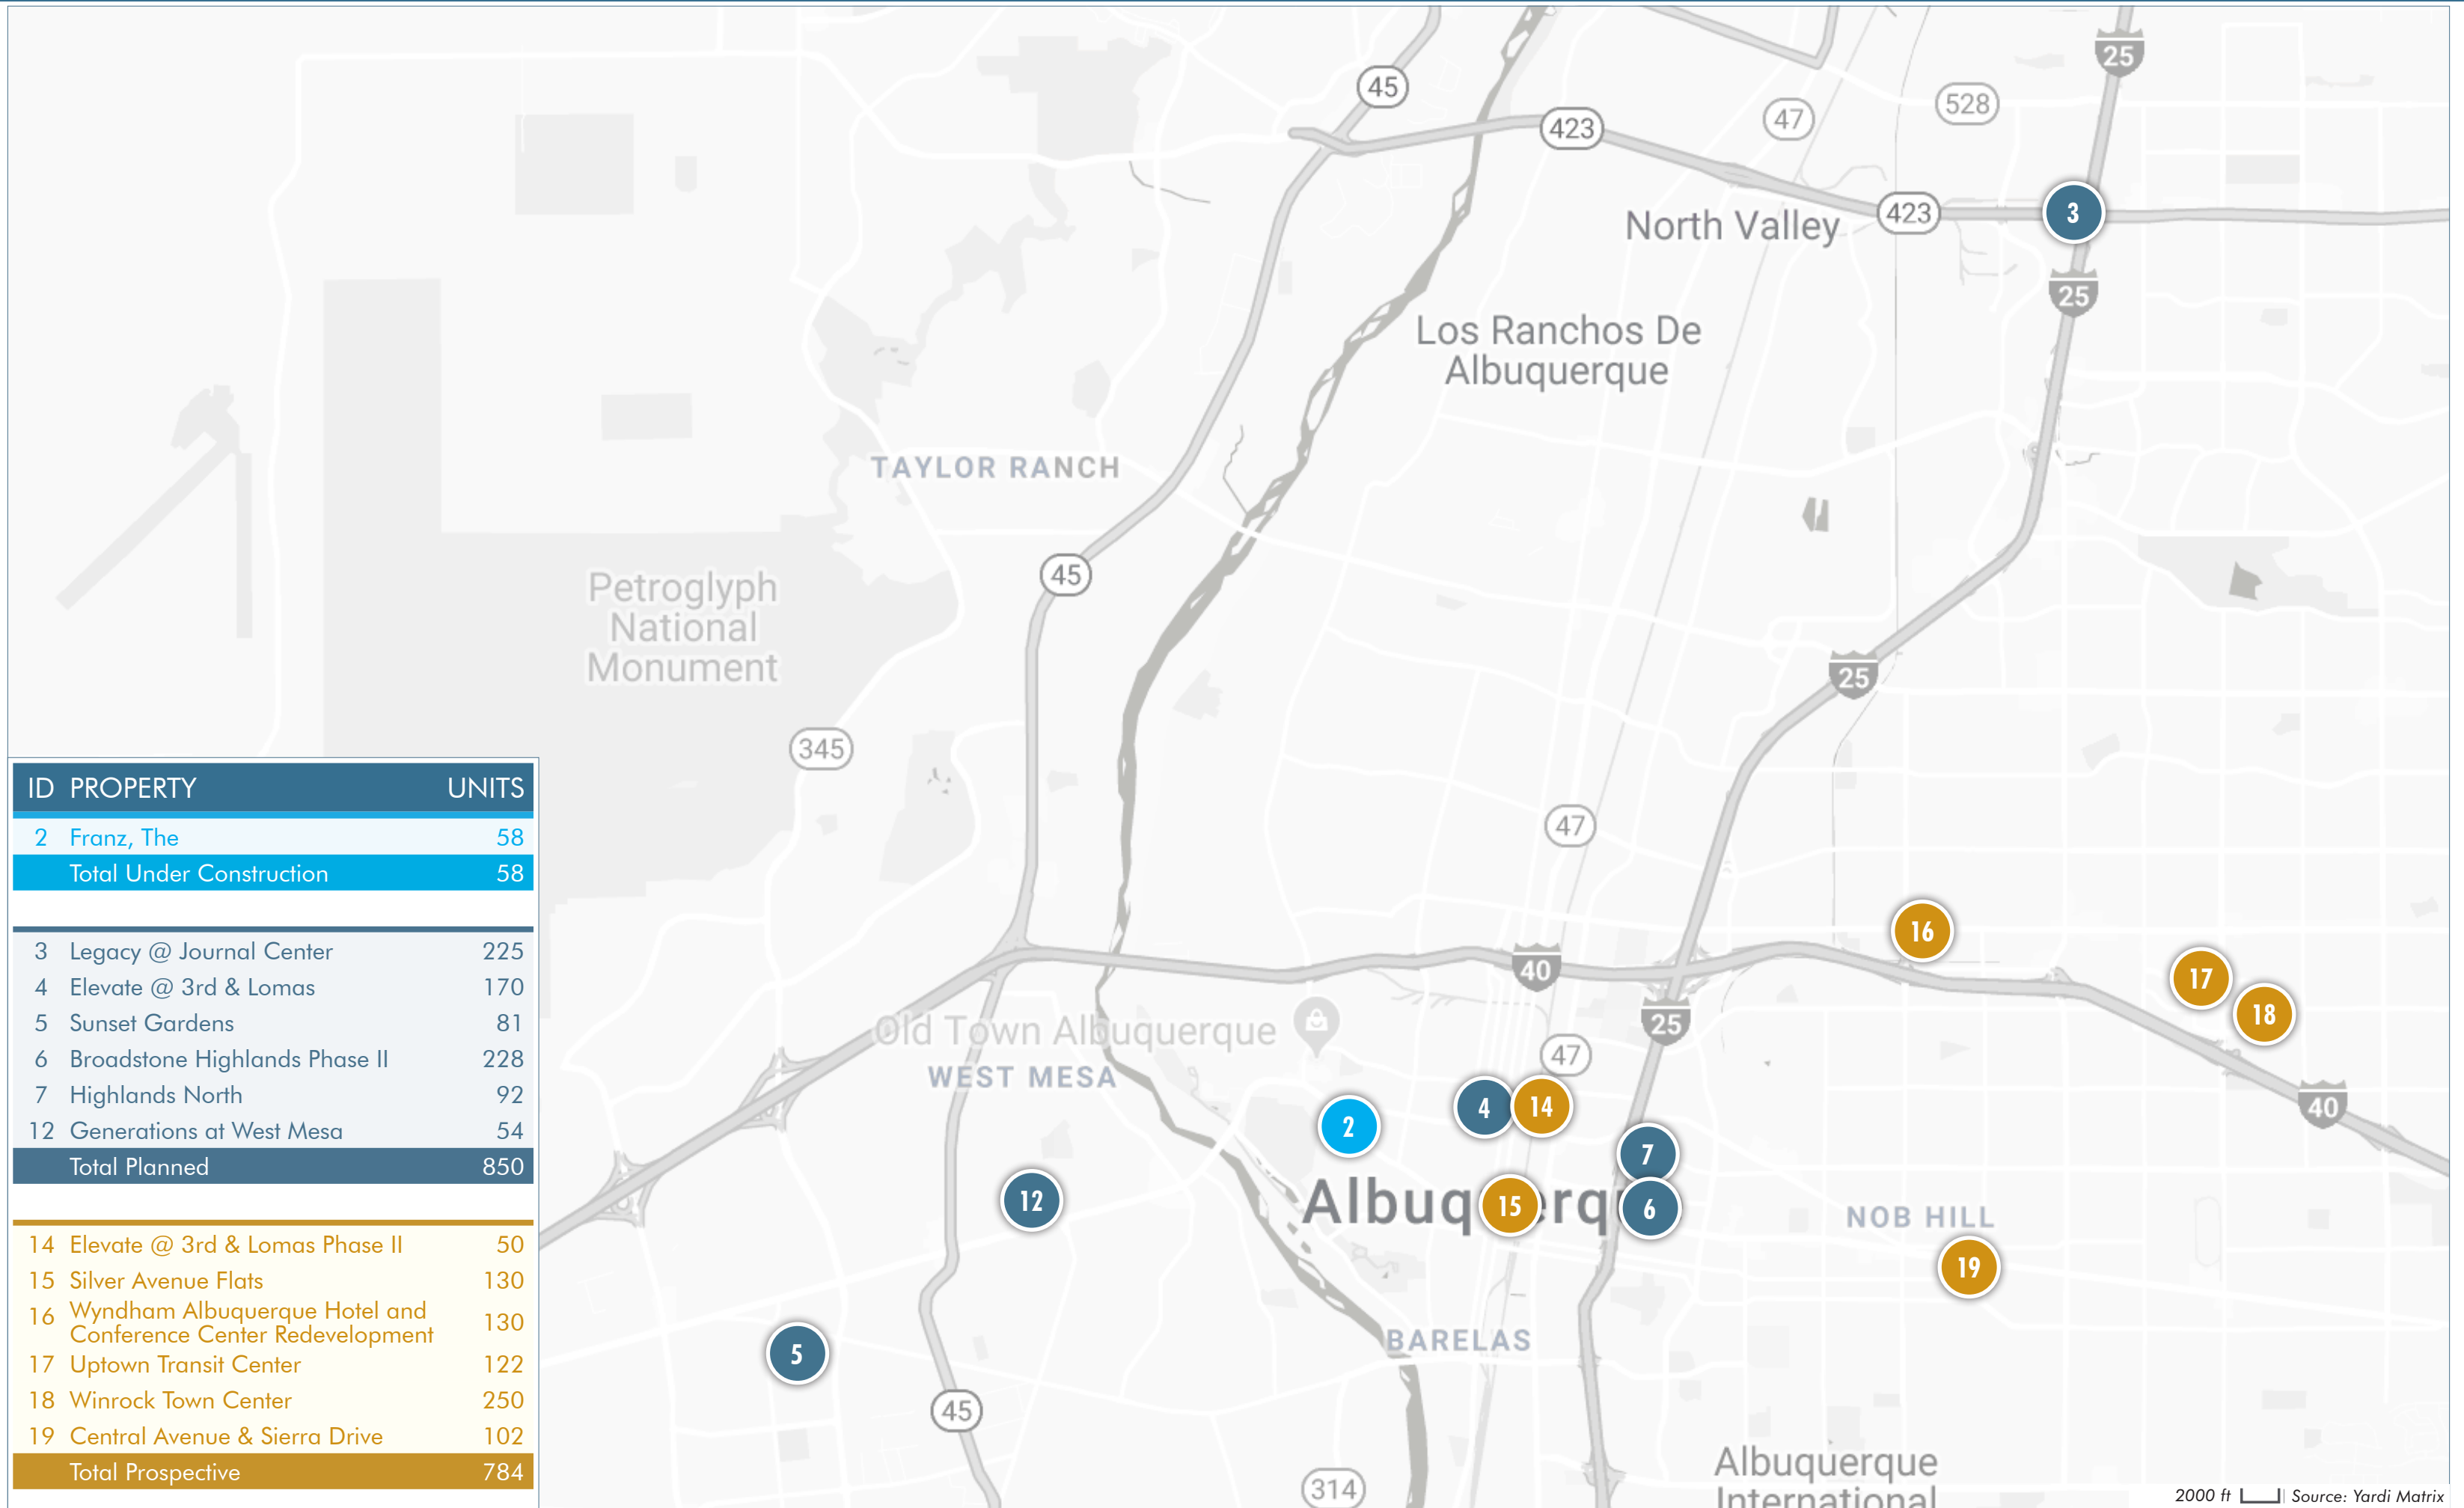 25
45
528
47
423
423
3
North Valley
25
Los Ranchos De
Albuquerque
TAYLOR RANCH
45
Petroglyph
National
Monument
25
345
47
16
40
17
18
25
Old Town Albuquerque
47
WEST MESA
40
4
14
2
7
12
Albuq
15
erq
6
NOB HILL
19
BARELAS
5
45
Albuquerque
International
314
ID PROPERTY UNITS
2 Franz, The 58
Total Under Construction 58
3 Legacy @ Journal Center 225
4 Elevate @ 3rd & Lomas 170
5 Sunset Gardens 81
6 Broadstone Highlands Phase II 228
7 Highlands North 92
12 Generations at West Mesa 54
Total Planned 850
14 Elevate @ 3rd & Lomas Phase II 50
15 Silver Avenue Flats 130
16 Wyndham Albuquerque Hotel and
Conference Center Redevelopment 130
17 Uptown Transit Center 122
18 Winrock Town Center 250
19 Central Avenue & Sierra Drive 102
Total Prospective 784
2000 ft Source: Yardi Matrix